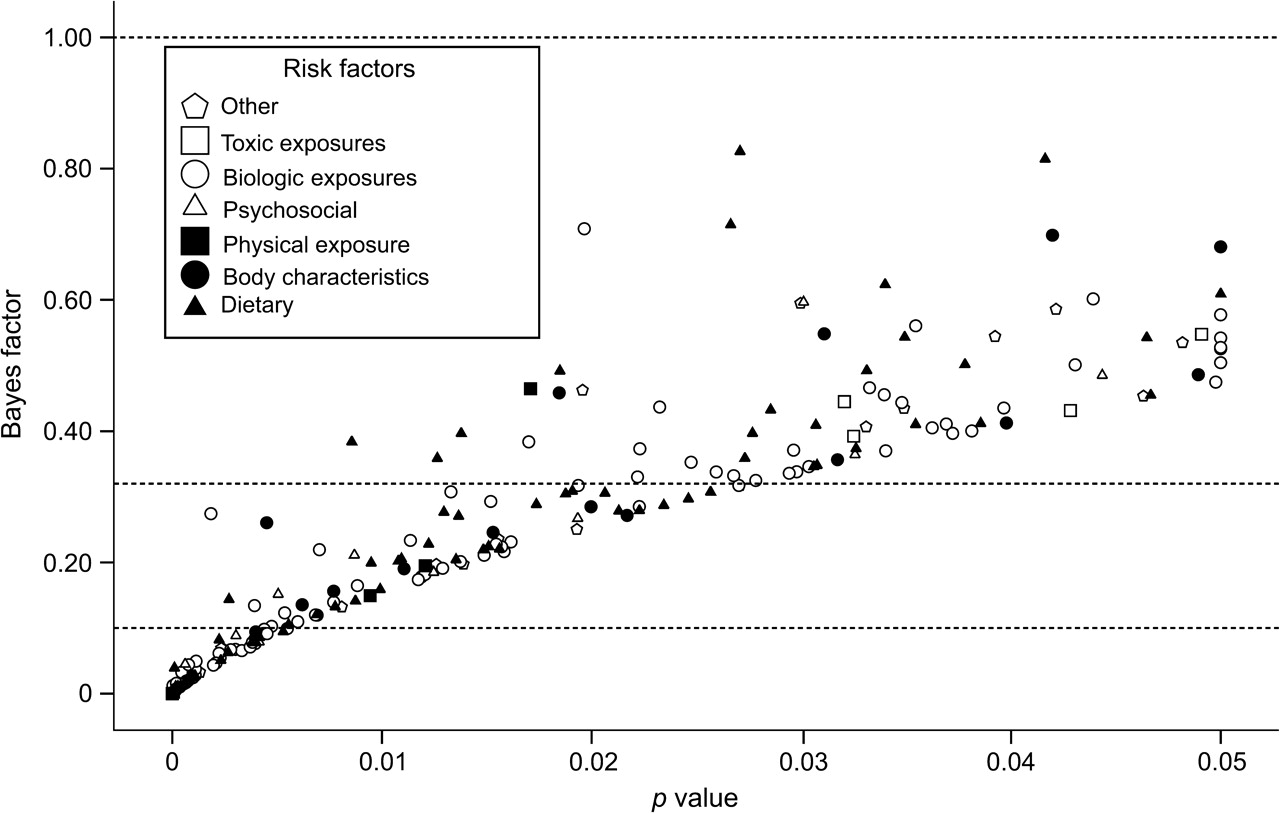 1.00
0.80
0.60
0.40
0.20
0
Bayes factor
Risk factors
Other
Toxic exposures
Biologic exposures
Psychosocial
Physical exposure
Body characteristics
Dietary
0 0.01 0.02 0.03 0.04 0.05
p value